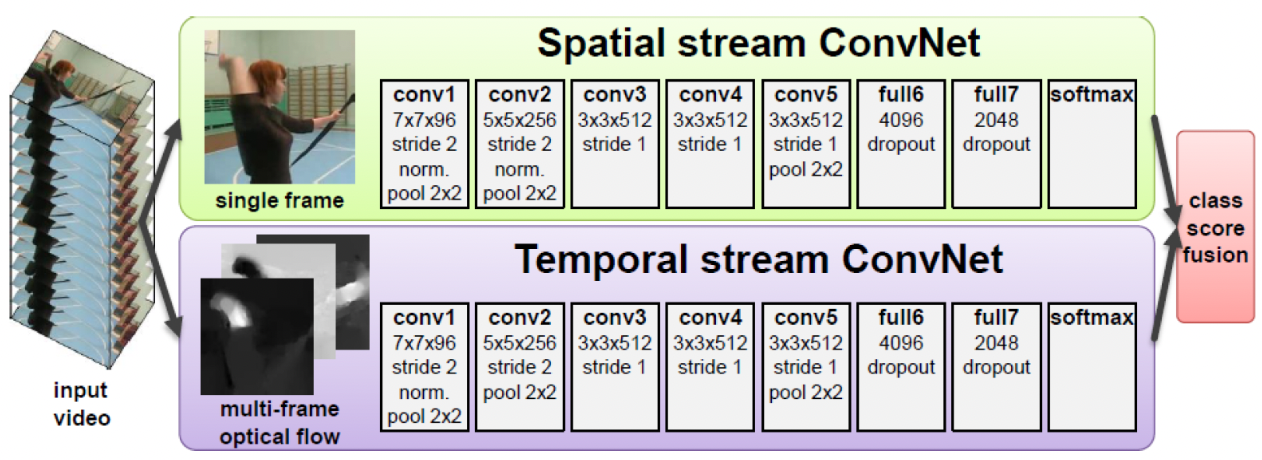 Spatial stream ConvNet
single frame
conv1
7x7x96
stride 2
norm.
pool 2x2
conv2
5x5x256
stride 2
norm.
pool 2x2
conv3
3x3x512
stride 1
conv4
3x3x512
stride 1
conv5
3x3x512
stride 1
pool 2x2
full6
4096
dropout
full7
2048
dropout
softmax
input
video
Temporal stream ConvNet
multi-frame
optical flow
conv1
7x7x96
stride 2
norm.
pool 2x2
conv2
5x5x256
stride 2
pool 2x2
conv3
3x3x512
stride 1
conv4
3x3x512
stride 1
conv5
3x3x512
stride 1
pool 2x2
full6
4096
dropout
full7
2048
dropout
softmax
class
score
fusion